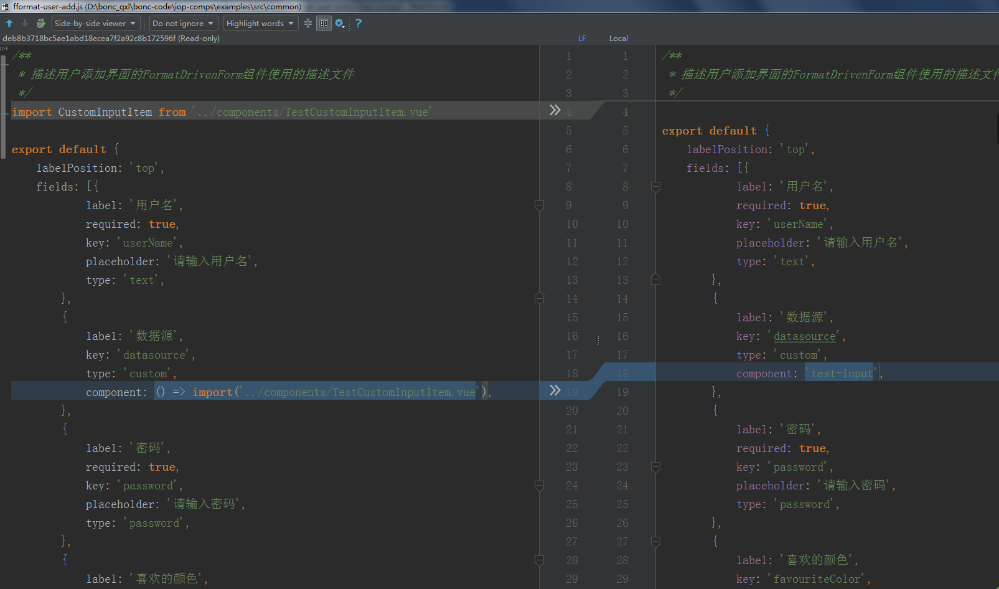 fformat-user-add.js (D:\bonc_qxl\bonc-code\iop-comps\examples\src\common)
Side-by-side viewer Do not ignore Highlight words ?
deb8b3718bc5ae1abd18ecea7f2a92c8b172596f (Read-only) LF Local
OFF
/**
* 描述用户添加界面的FormatDrivenForm组件使用的描述文件
*/
import CustomInputItem from '../components/TestCustomInputItem.vue'
export default {
labelPosition: 'top',
fields: [{
label: '用户名',
required: true,
key: 'userName',
placeholder: '请输入用户名',
type: 'text',
},
{
label: '数据源',
key: 'datasource',
type: 'custom',
component: () => import('../components/TestCustomInputItem.vue'),
},
{
label: '密码',
required: true,
key: 'password',
placeholder: '请输入密码',
type: 'password',
},
{
label: '喜欢的颜色',
1 1
2 2
3 3
4 4
5 5
6 6
7 7
8 8
9 9
10 10
11 11
12 12
13 13
14 14
15 15
16 16
17 17
18 18
19 19
20 20
21 21
22 22
23 23
24 24
25 25
26 26
27 27
28 28
29 29
/**
* 描述用户添加界面的FormatDrivenForm组件使用的描述文件
*/
export default {
labelPosition: 'top',
fields: [{
label: '用户名',
required: true,
key: 'userName',
placeholder: '请输入用户名',
type: 'text',
},
{
label: '数据源',
key: 'datasource',
type: 'custom',
component: 'test-input',
},
{
label: '密码',
required: true,
key: 'password',
placeholder: '请输入密码',
type: 'password',
},
{
label: '喜欢的颜色',
key: 'favouriteColor',